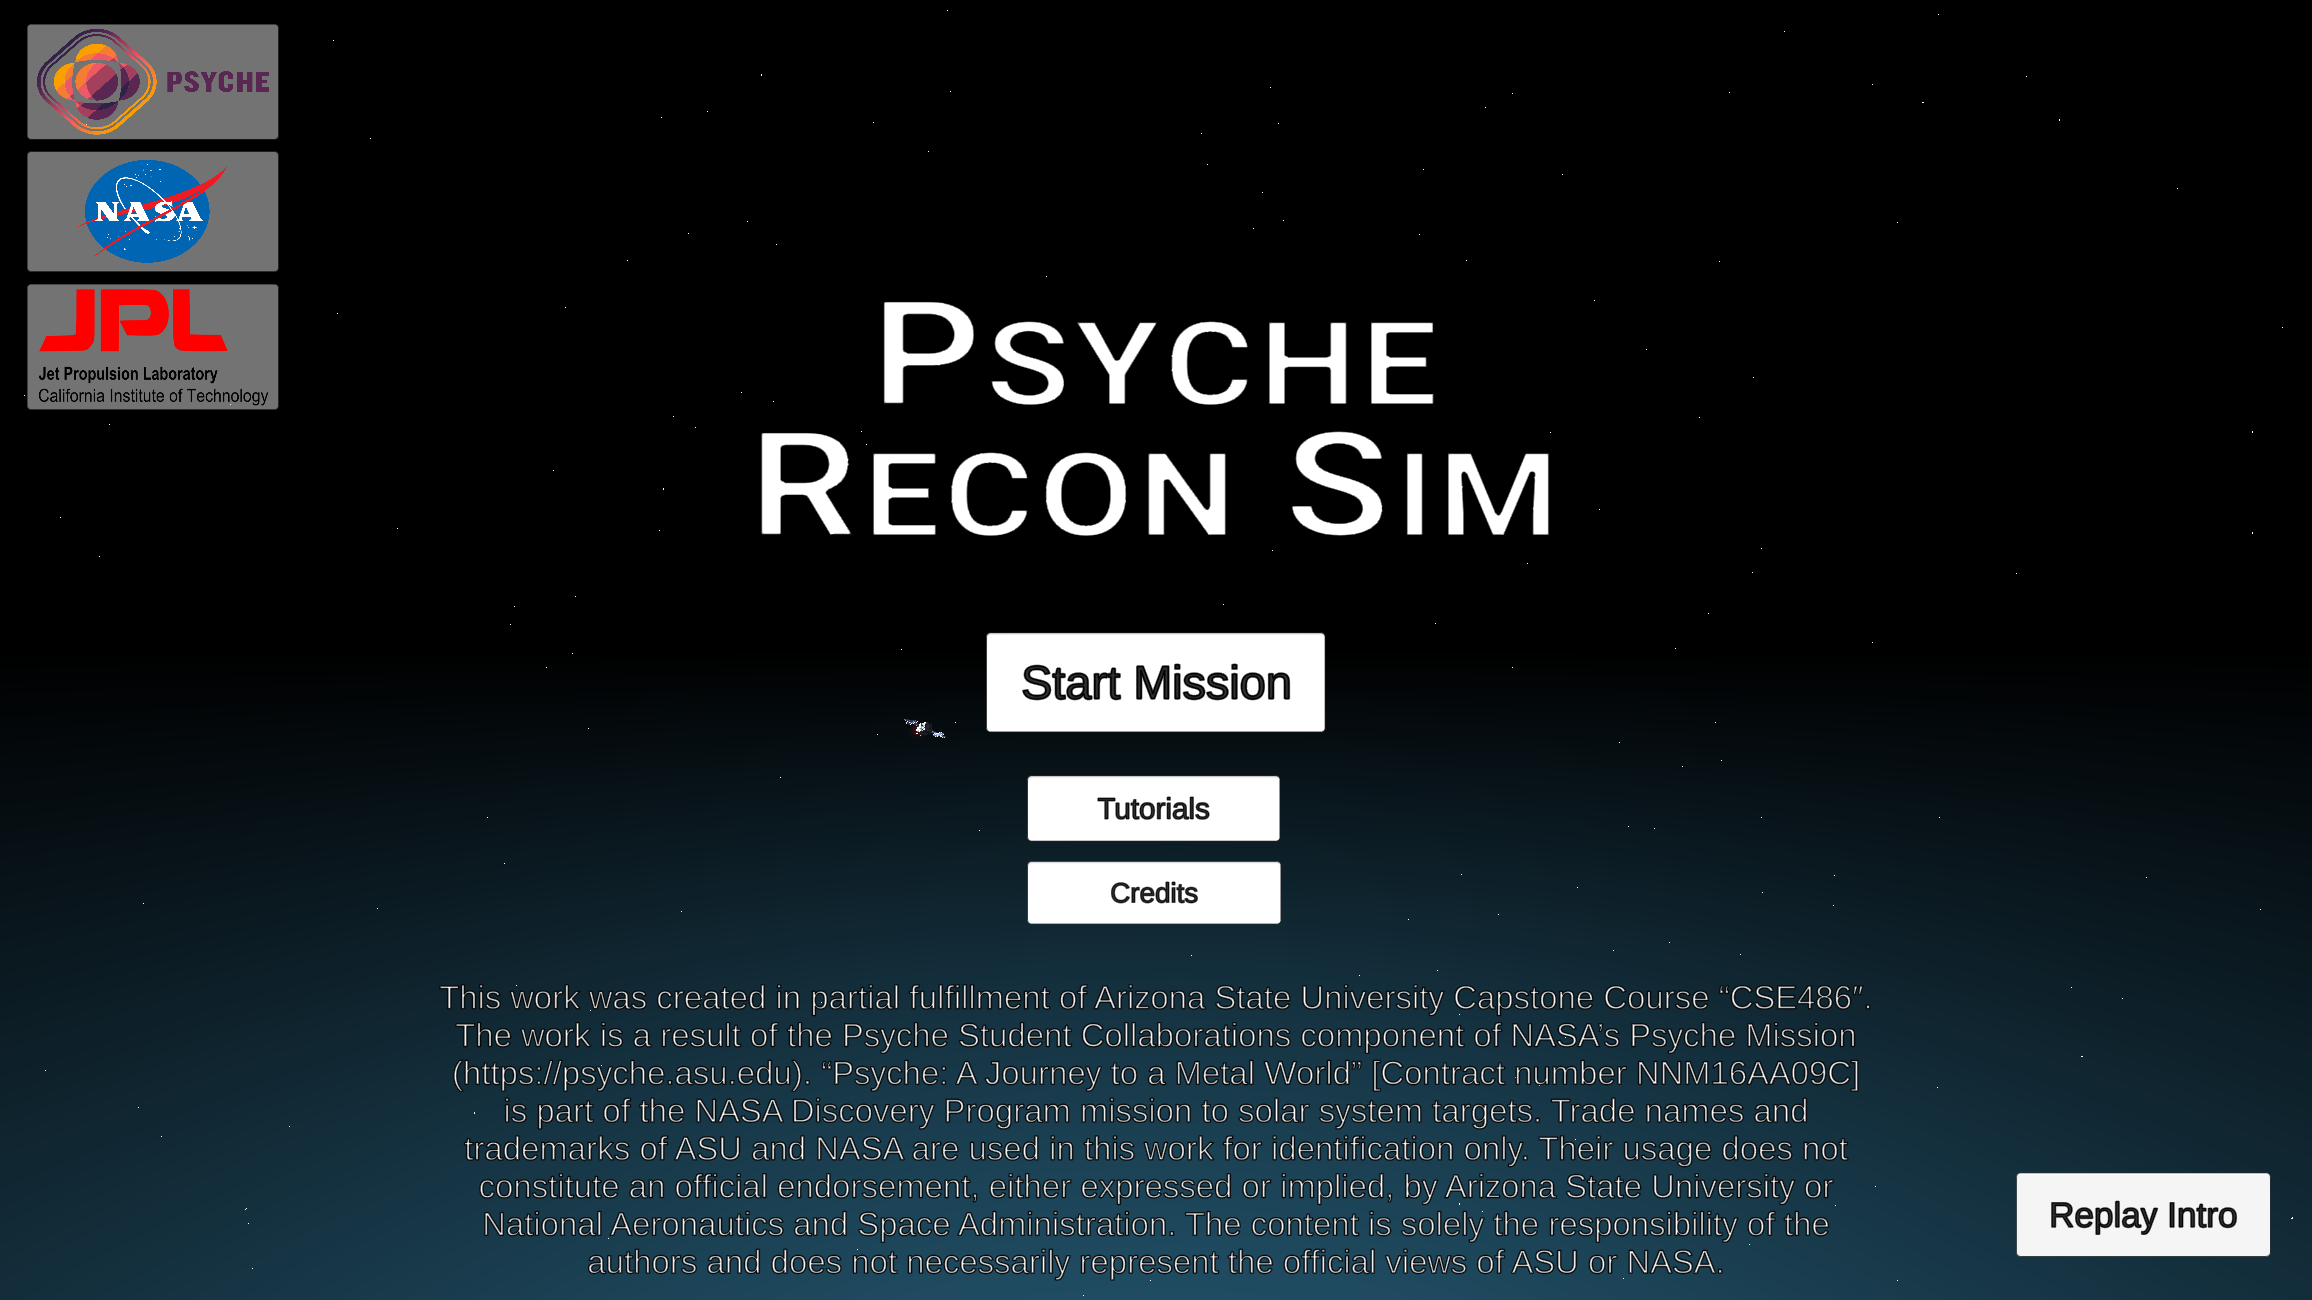 PSYCHE
NASA
JPL
Jet Propulsion Laboratory
California Institute of Technology
PSYCHE
RECON SIM
Start Mission
Tutorials
Credits
This work was created in partial fulfillment of Arizona State University Capstone Course “CSE486″.
The work is a result of the Psyche Student Collaborations component of NASA’s Psyche Mission
(https://psyche.asu.edu). “Psyche: A Journey to a Metal World” [Contract number NNM16AA09C]
is part of the NASA Discovery Program mission to solar system targets. Trade names and
trademarks of ASU and NASA are used in this work for identification only. Their usage does not
constitute an official endorsement, either expressed or implied, by Arizona State University or
National Aeronautics and Space Administration. The content is solely the responsibility of the
authors and does not necessarily represent the official views of ASU or NASA.
Replay Intro